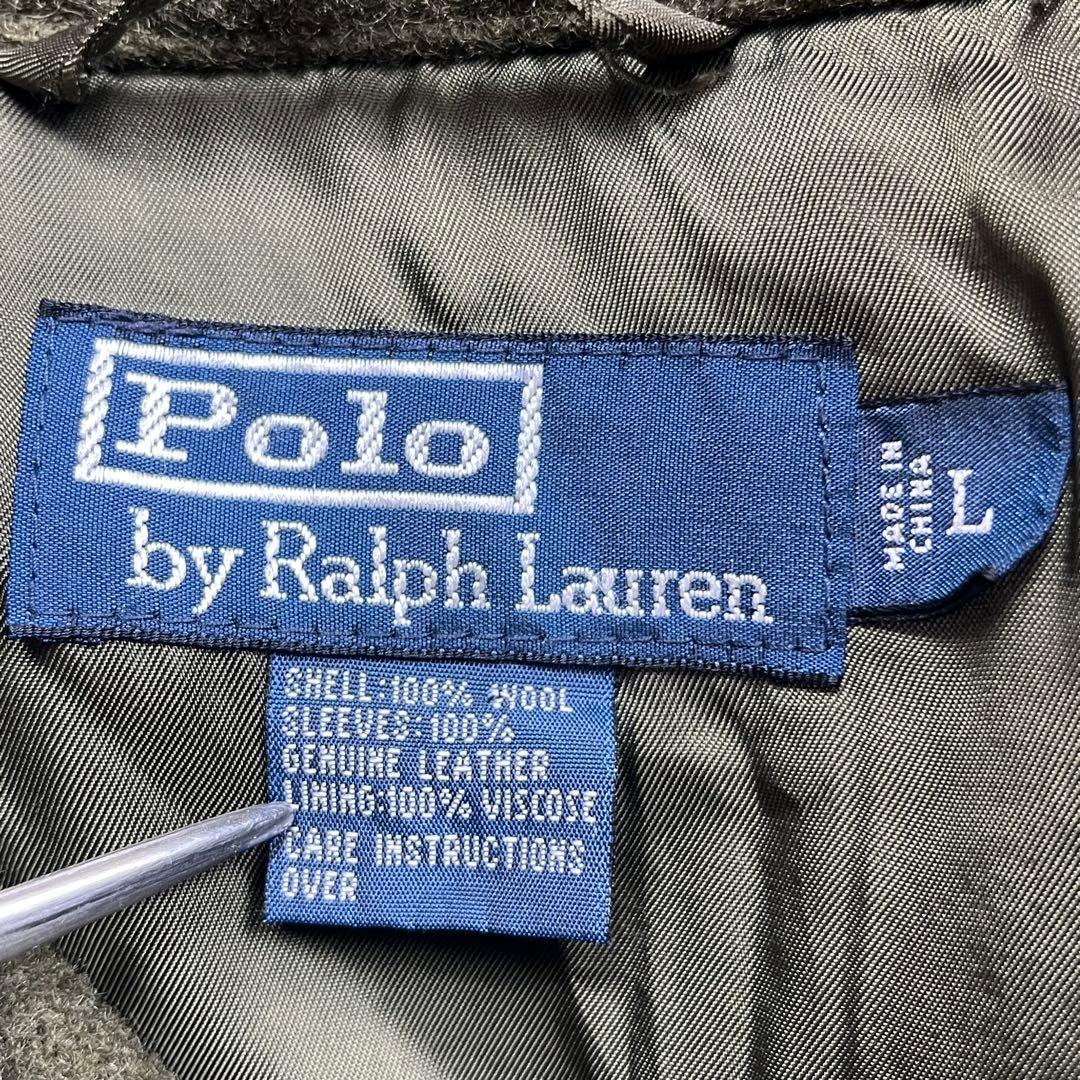 Polo
by Ralph Lauren
MADE IN
CHINA
L
SHELL:100% WOOL
SLEEVES:100%
GENUINE LEATHER
LINING:100% VISCOSE
CARE INSTRUCTIONS
OVER